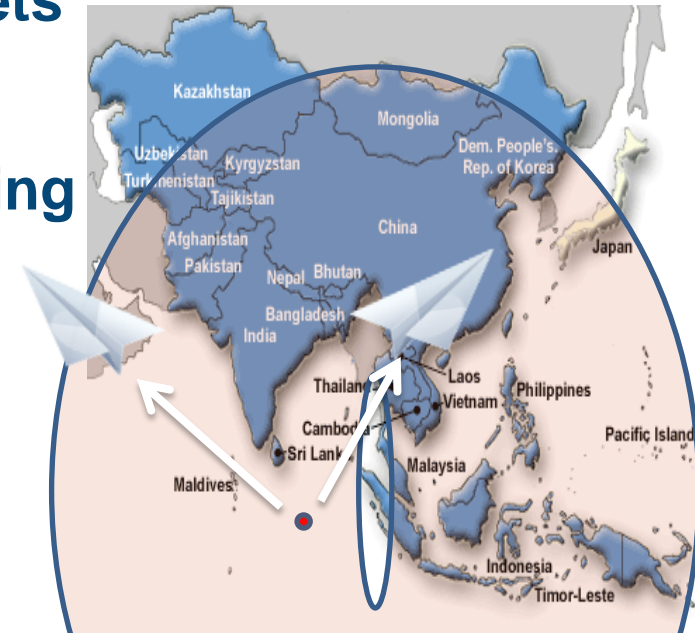 ets
ing
Kazakhstan
Mongolia
Uzbekistan
Kyrgyzstan
Dem. People's.
Rep. of Korea
Turkmenistan
Tajikistan
China
Afghanistan
Japan
Pakistan
Nepal
Bhutan
Bangladesh
India
Thailand
Laos
Philippines
Vietnam
Cambodia
Pacific Island
Sri Lanka
Malaysia
Maldives
Indonesia
Timor-Leste